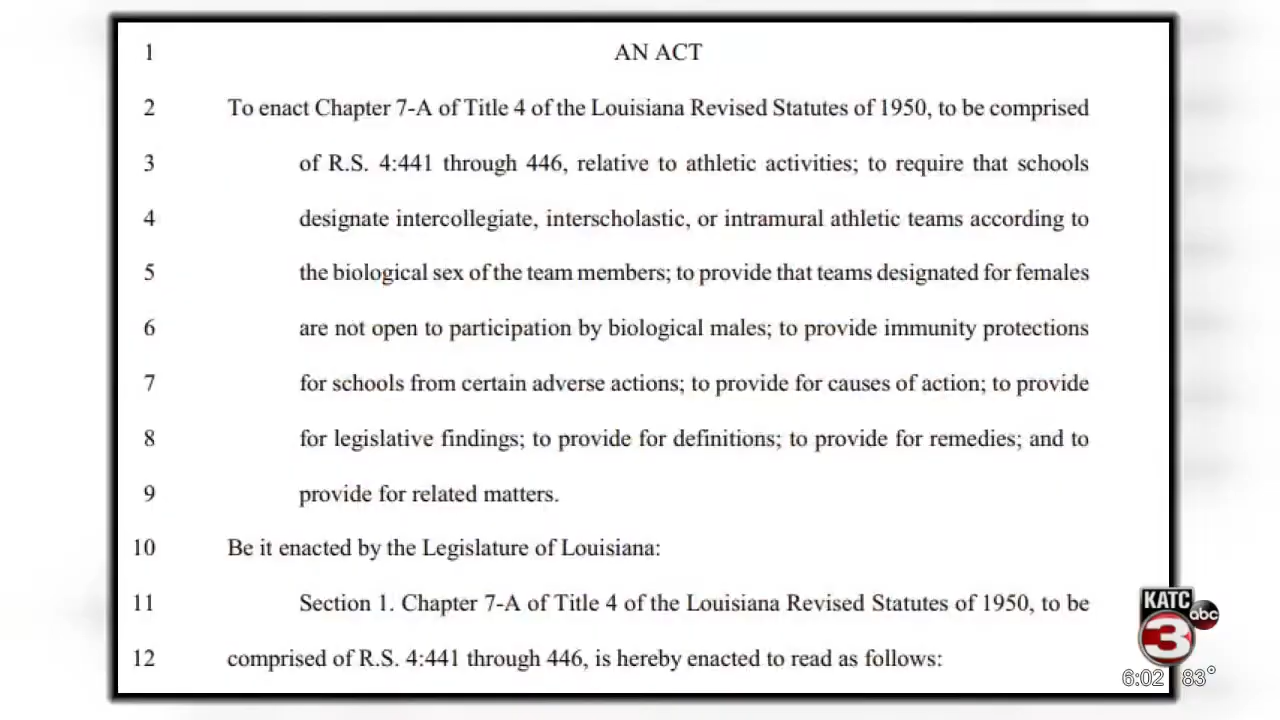 1 AN ACT
2 To enact Chapter 7-A of Title 4 of the Louisiana Revised Statutes of 1950, to be comprised
3 of R.S. 4:441 through 446, relative to athletic activities; to require that schools
4 designate intercollegiate, interscholastic, or intramural athletic teams according to
5 the biological sex of the team members; to provide that teams designated for females
6 are not open to participation by biological males; to provide immunity protections
7 for schools from certain adverse actions; to provide for causes of action; to provide
8 for legislative findings; to provide for definitions; to provide for remedies; and to
9 provide for related matters.
10 Be it enacted by the Legislature of Louisiana:
11 Section 1. Chapter 7-A of Title 4 of the Louisiana Revised Statutes of 1950, to be
12 comprised of R.S. 4:441 through 446, is hereby enacted to read as follows:
KATC
abc
3
6:02 83°